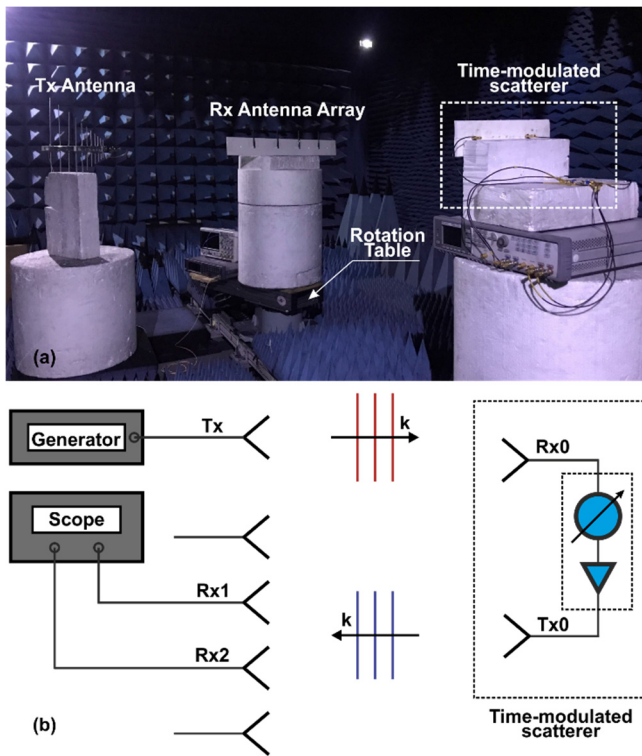 Tx Antenna
Rx Antenna Array
Time-modulated
scatterer
Rotation
Table
(a)
Generator
Tx
k
Scope
Rx1
Rx2
k
Rx0
Tx0
(b)
Time-modulated
scatterer